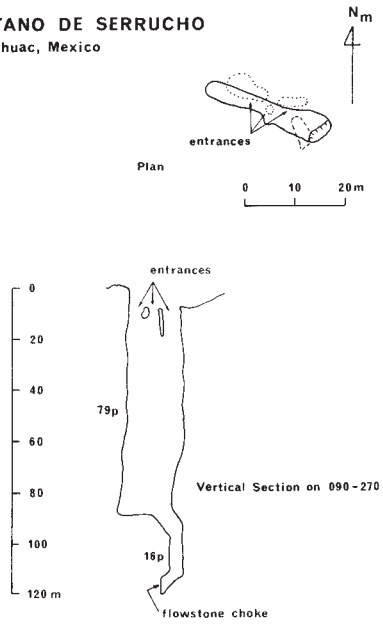 TANO DE SERRUCHO
huac, Mexico
Nm
entrances
Plan
0 10 20 m
entrances
0
20
40
79p
60
Vertical Section on 090-270
80
100
16p
120 m
flowstone choke